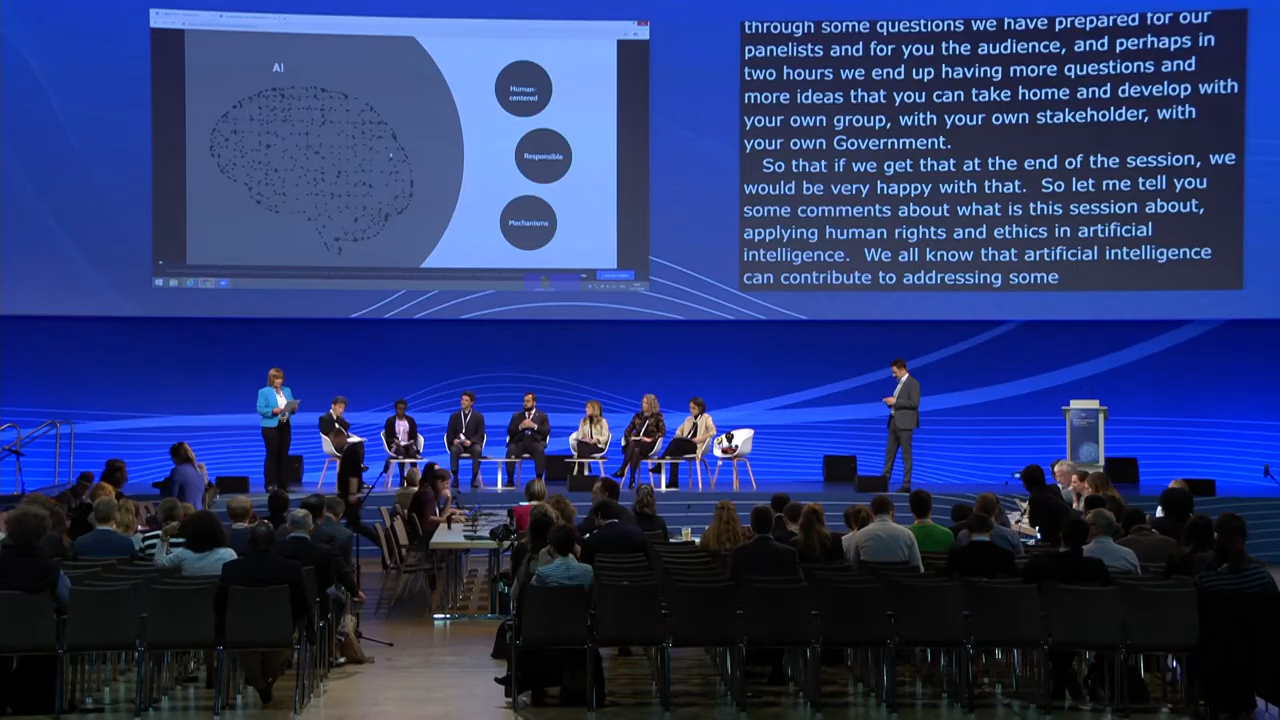 AI
Human-
centered
Responsible
Mechanisms
through some questions we have prepared for our
panelists and for you the audience, and perhaps in
two hours we end up having more questions and
more ideas that you can take home and develop with
your own group, with your own stakeholder, with
your own Government.
So that if we get that at the end of the session, we
would be very happy with that. So let me tell you
some comments about what is this session about,
applying human rights and ethics in artificial
intelligence. We all know that artificial intelligence
can contribute to addressing some